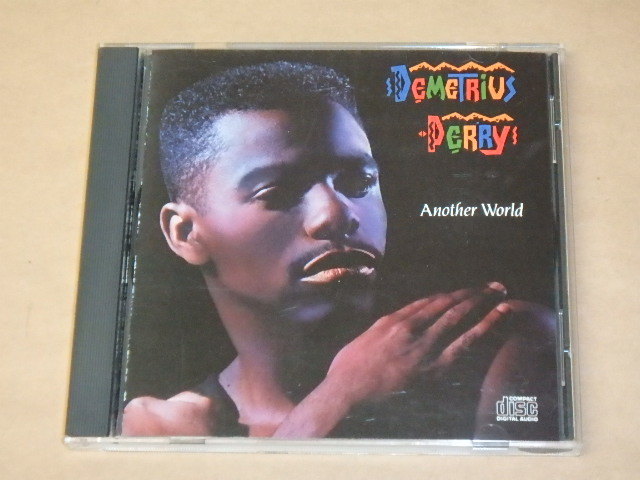 DEMETRIUS
PERRY
Another World
COMPACT
disc
DIGITAL AUDIO